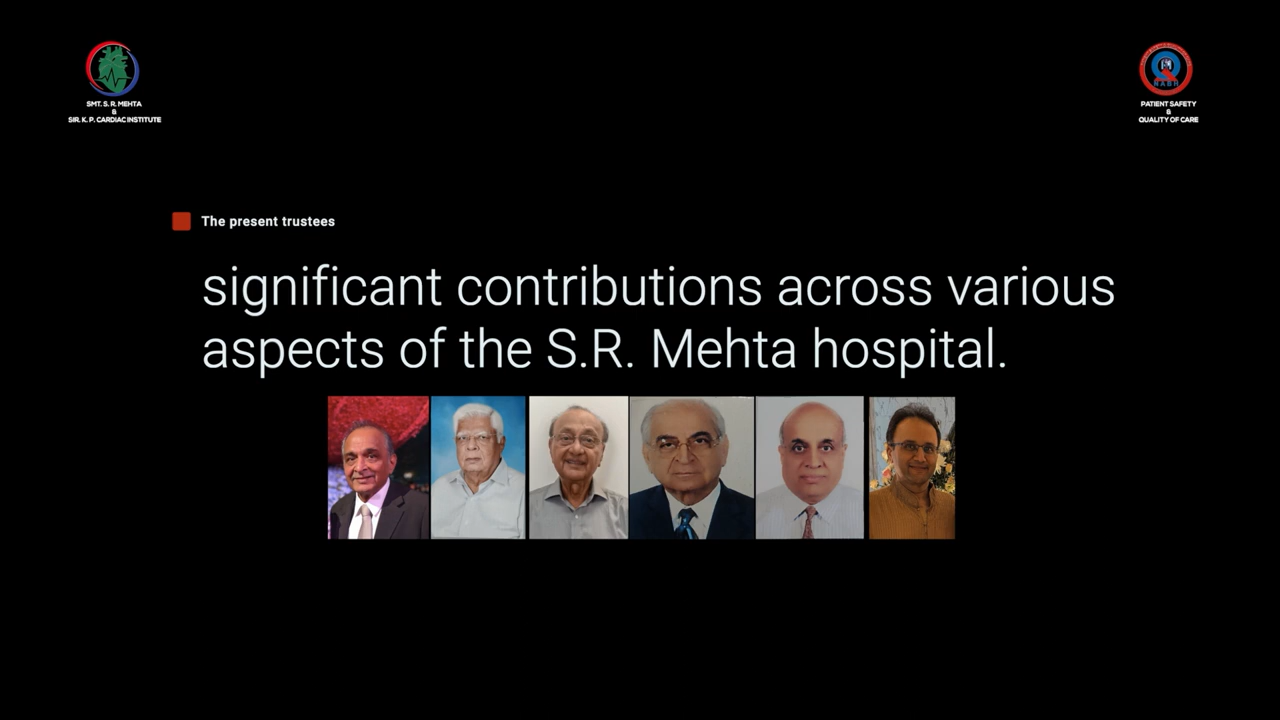 SMT. S. R. MEHTA
&
SIR. K. P. CARDIAC INSTITUTE
NABH
PATIENT SAFETY
&
QUALITY OF CARE
The present trustees
significant contributions across various
aspects of the S.R. Mehta hospital.